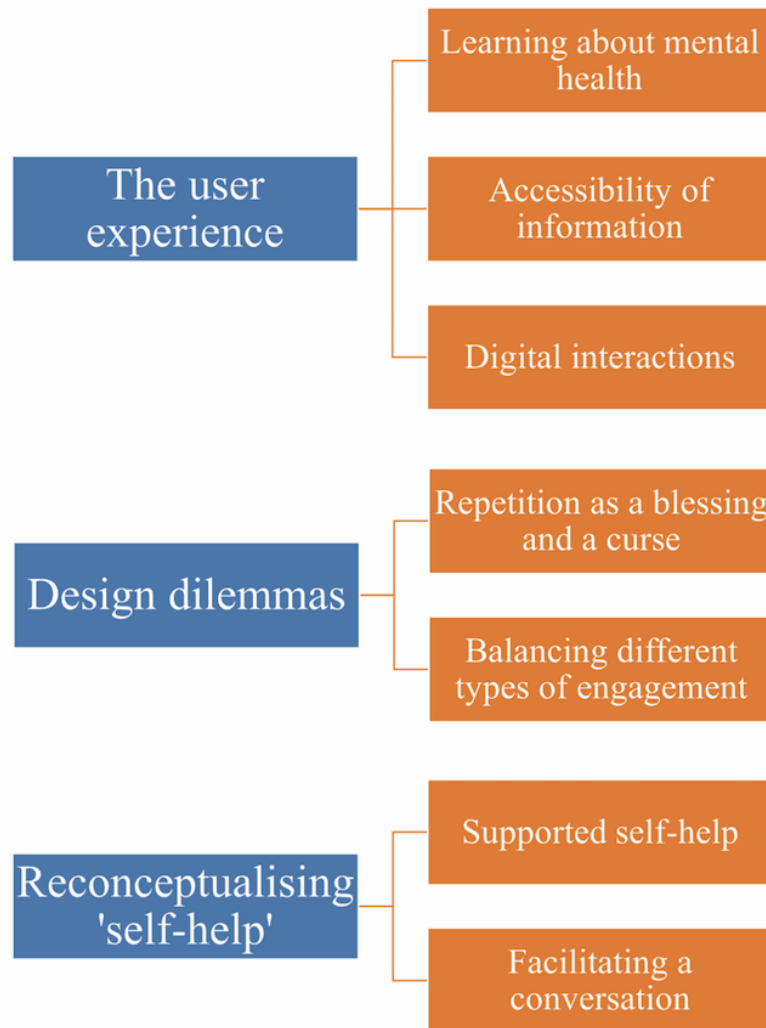 The user
experience
Learning about mental
health
Accessibility of
information
Digital interactions
Design dilemmas
Repetition as a blessing
and a curse
Balancing different
types of engagement
Reconceptualising
'self-help'
Supported self-help
Facilitating a
conversation